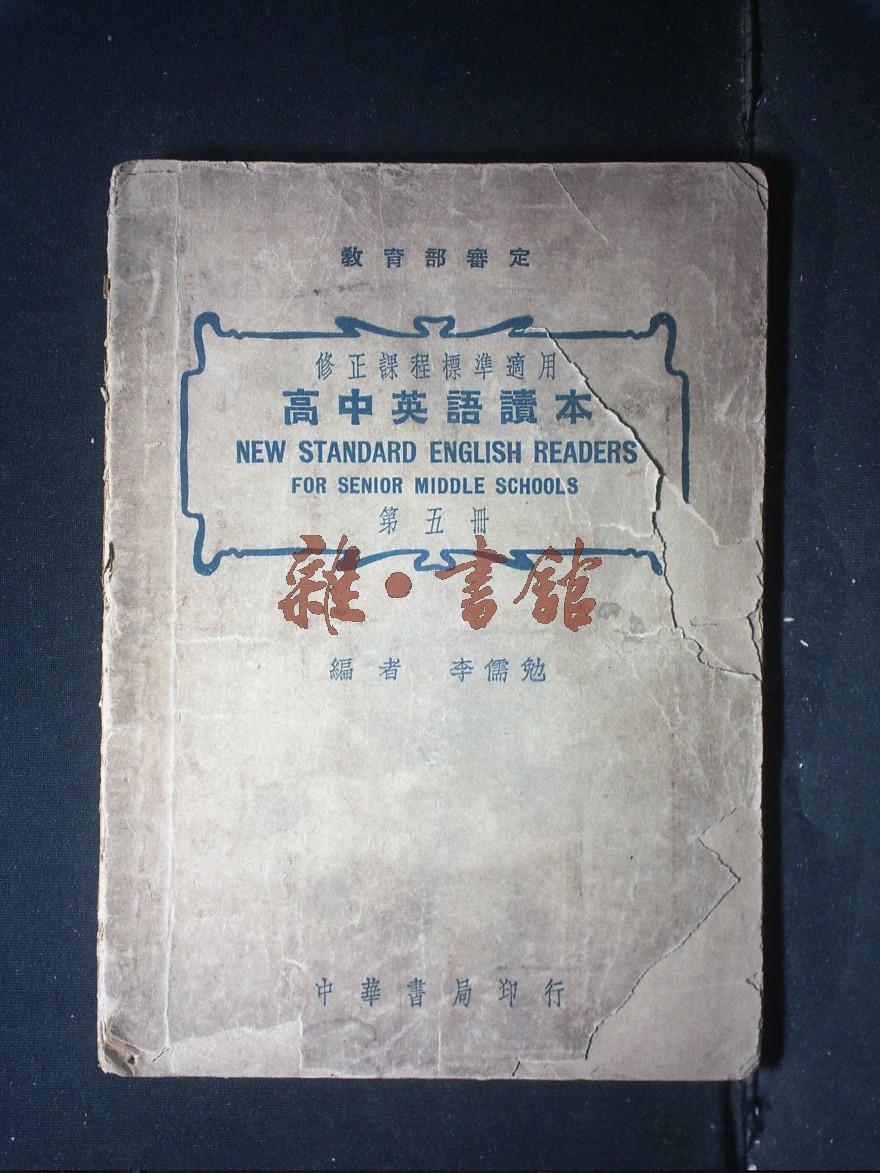 教育部審定
修正課程標準適用
高中英語讀本
NEW STANDARD ENGLISH READERS
FOR SENIOR MIDDLE SCHOOLS
第五冊
雜·書館
編者 李儒勉
中華書局印行